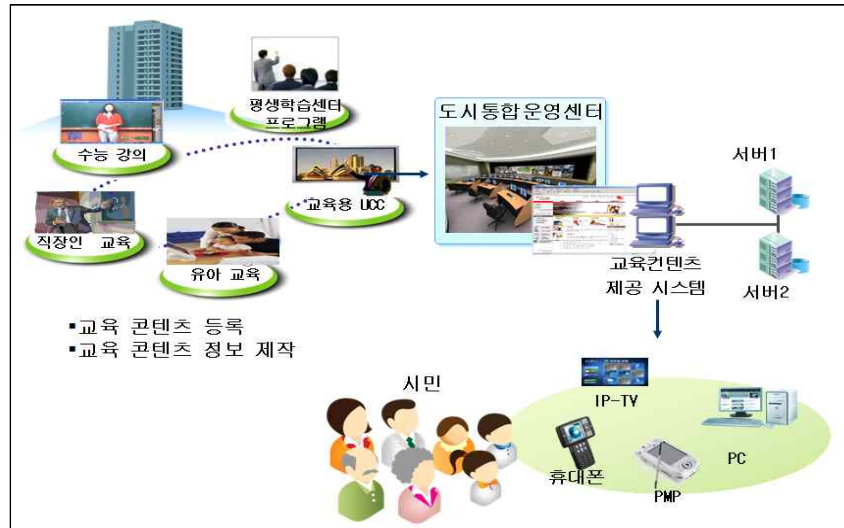 평생학습센터
프로그램
수능 강의
교육용 UCC
직장인 교육
유아 교육
▪교육 콘텐츠 등록
▪교육 콘텐츠 정보 제작
도시통합운영센터
서버1
서버2
교육컨텐츠
제공 시스템
시민
IP-TV
휴대폰
PMP
PC